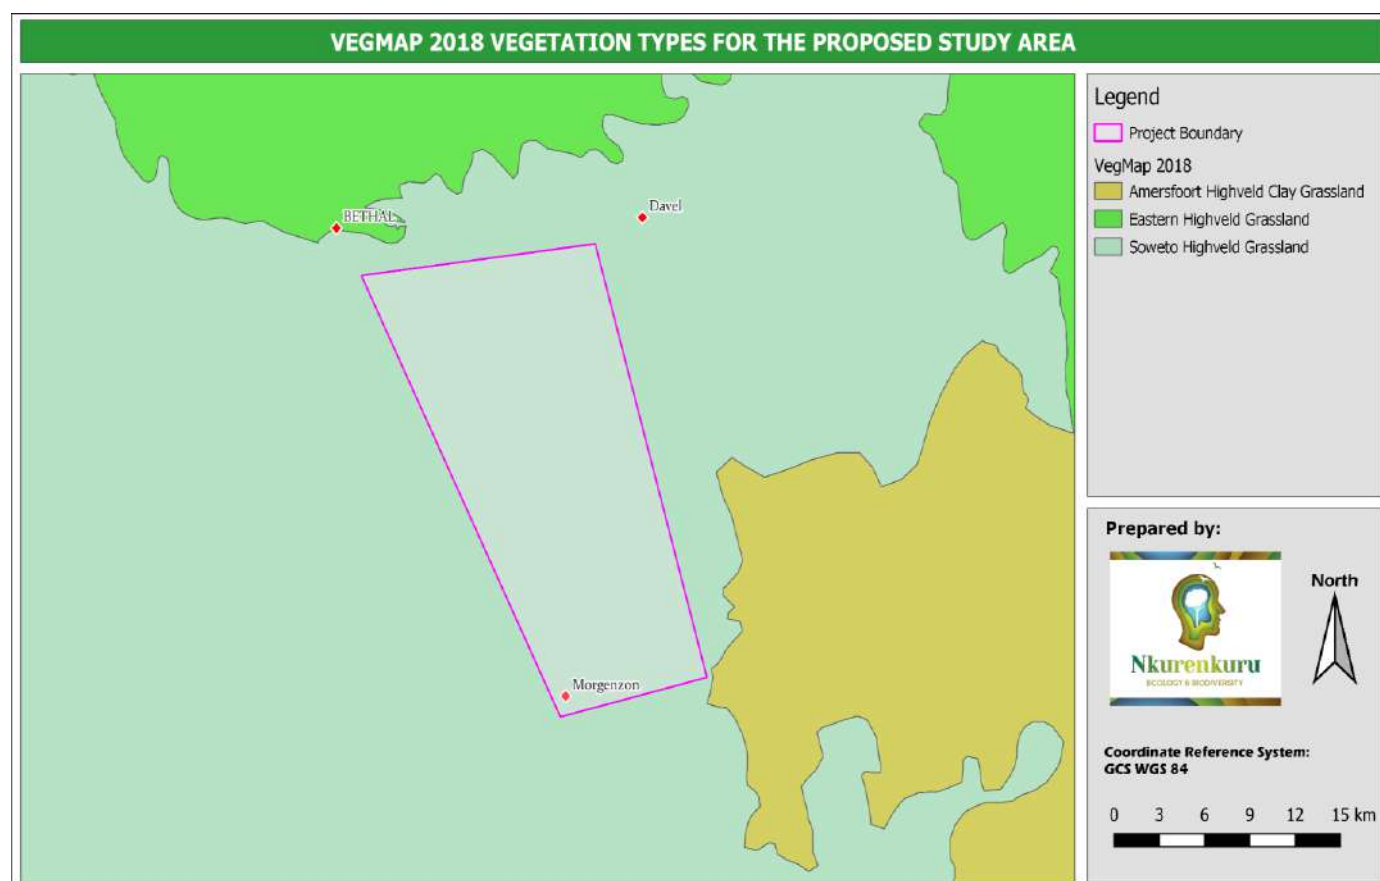 VEGMAP 2018 VEGETATION TYPES FOR THE PROPOSED STUDY AREA
BETHAL
Davel
Morgenzon
Legend
Project Boundary
VegMap 2018
Amersfoort Highveld Clay Grassland
Eastern Highveld Grassland
Soweto Highveld Grassland
Prepared by:
Nkurenkuru
ECOLOGY & BIODIVERSITY
North
Coordinate Reference System:
GCS WGS 84
0 3 6 9 12 15 km